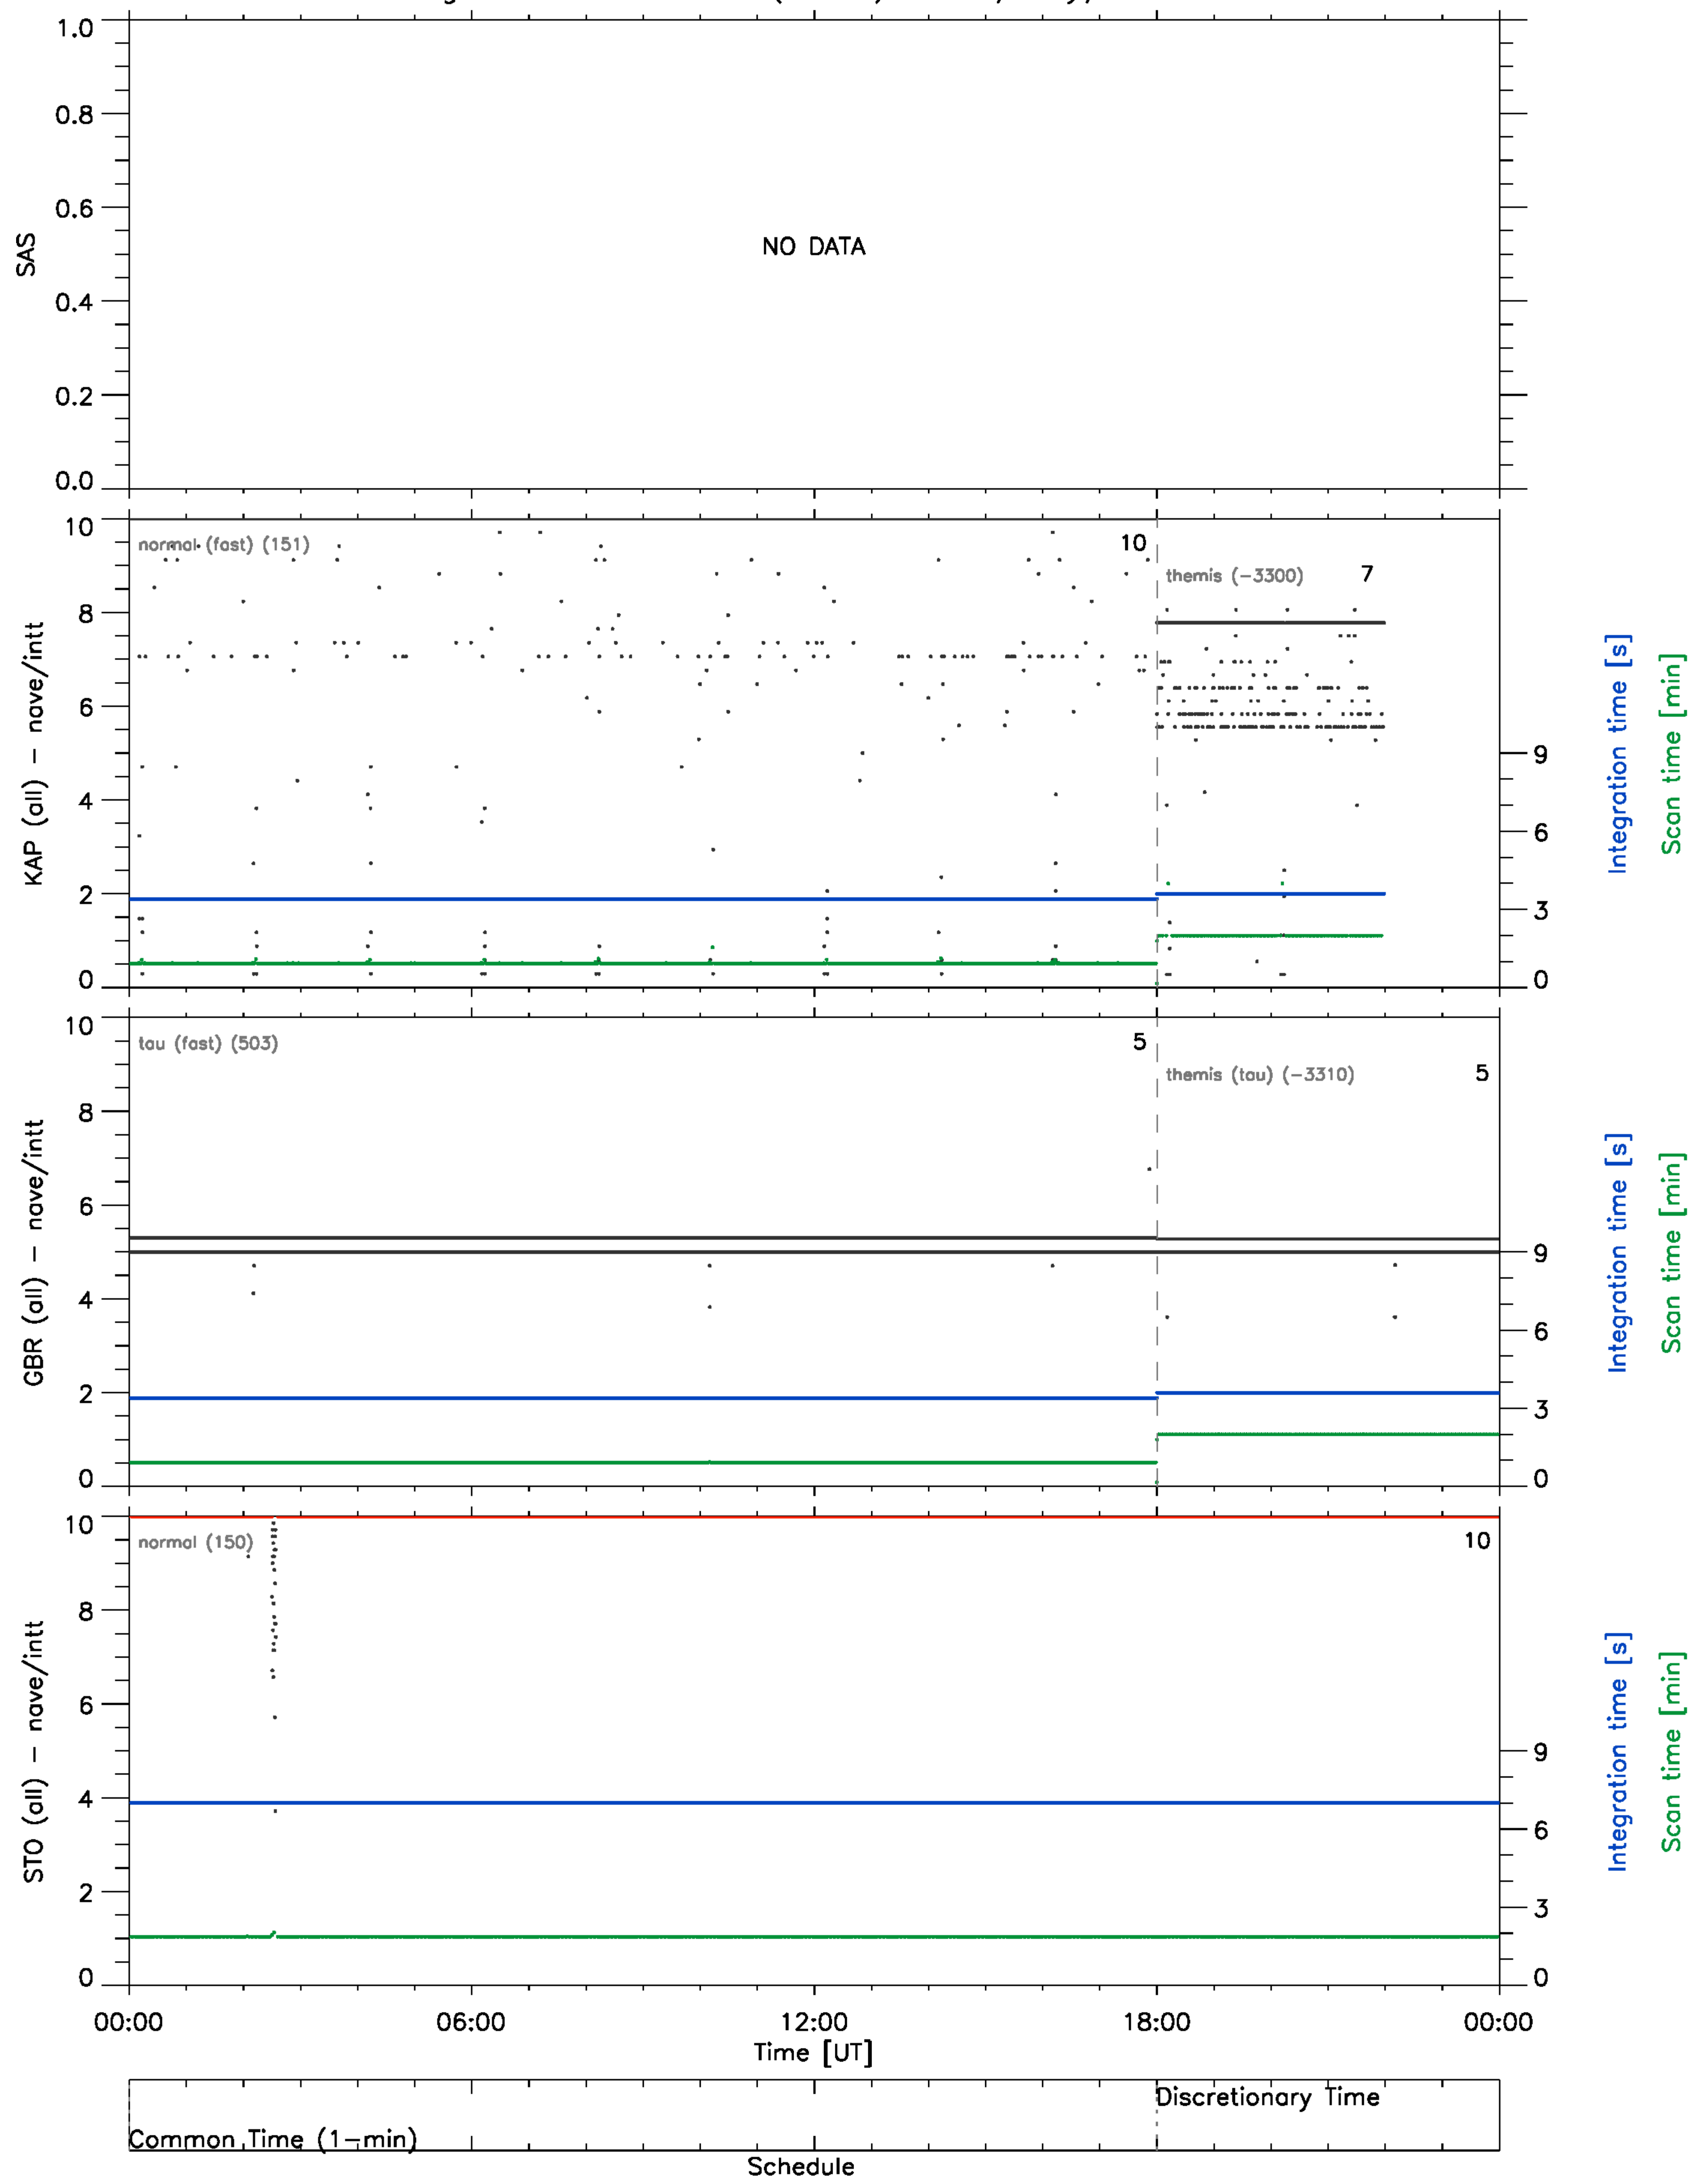 1.0
0.8
0.6
0.4
0.2
0.0
SAS
NO DATA
10
8
6
4
2
0
KAP (all) – nave/intt
normal (fast) (151)
10
themis (−3300)
7
9
6
3
0
Integration time [s]
Scan time [min]
10
8
6
4
2
0
GBR (all) – nave/intt
tau (fast) (503)
5
themis (tau) (−3310)
5
9
6
3
0
Integration time [s]
Scan time [min]
10
8
6
4
2
0
STO (all) – nave/intt
normal (150)
10
9
6
3
0
Integration time [s]
Scan time [min]
00:00
06:00
12:00
18:00
00:00
Time [UT]
Discretionary Time
Common Time (1−min)
Schedule